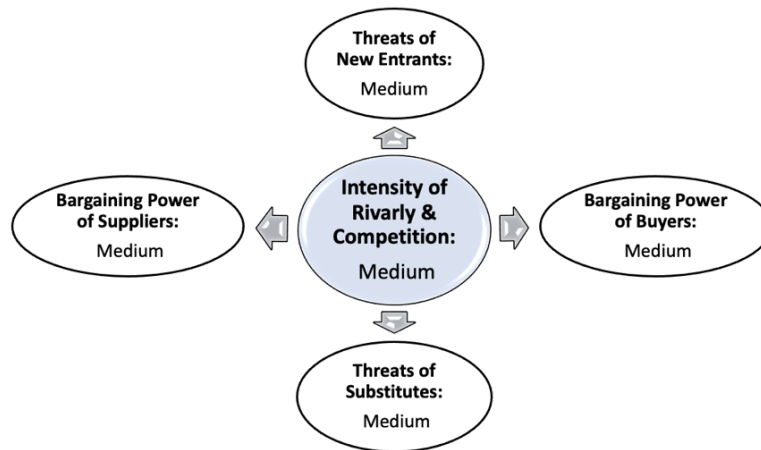 Threats of
New Entrants:
Medium
Bargaining Power
of Suppliers:
Medium
Intensity of
Rivarly &
Competition:
Medium
Bargaining Power
of Buyers:
Medium
Threats of
Substitutes:
Medium